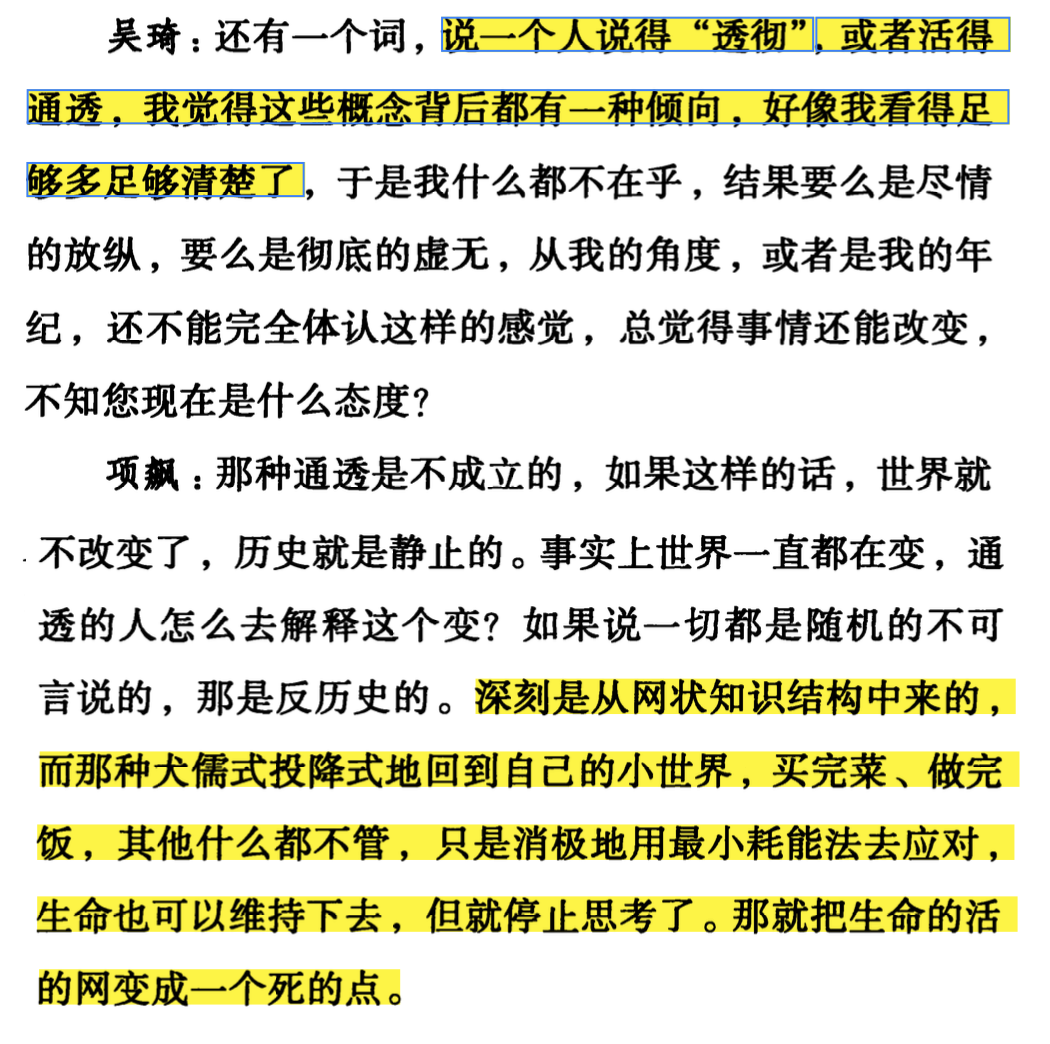 吴琦：还有一个词，说一个人说得“透彻”，或者活得
通透，我觉得这些概念背后都有一种倾向，好像我看得足
够多足够清楚了，于是我什么都不在乎，结果要么是尽情
的放纵，要么是彻底的虚无，从我的角度，或者是我的年
纪，还不能完全体认这样的感觉，总觉得事情还能改变，
不知您现在是什么态度？
项飙：那种通透是不成立的，如果这样的话，世界就
不改变了，历史就是静止的。事实上世界一直都在变，通
透的人怎么去解释这个变？如果说一切都是随机的不可
言说的，那是反历史的。深刻是从网状知识结构中来的，
而那种犬儒式投降式地回到自己的小世界，买完菜、做完
饭，其他什么都不管，只是消极地用最小耗能法去应对，
生命也可以维持下去，但就停止思考了。那就把生命的活
的网变成一个死的点。